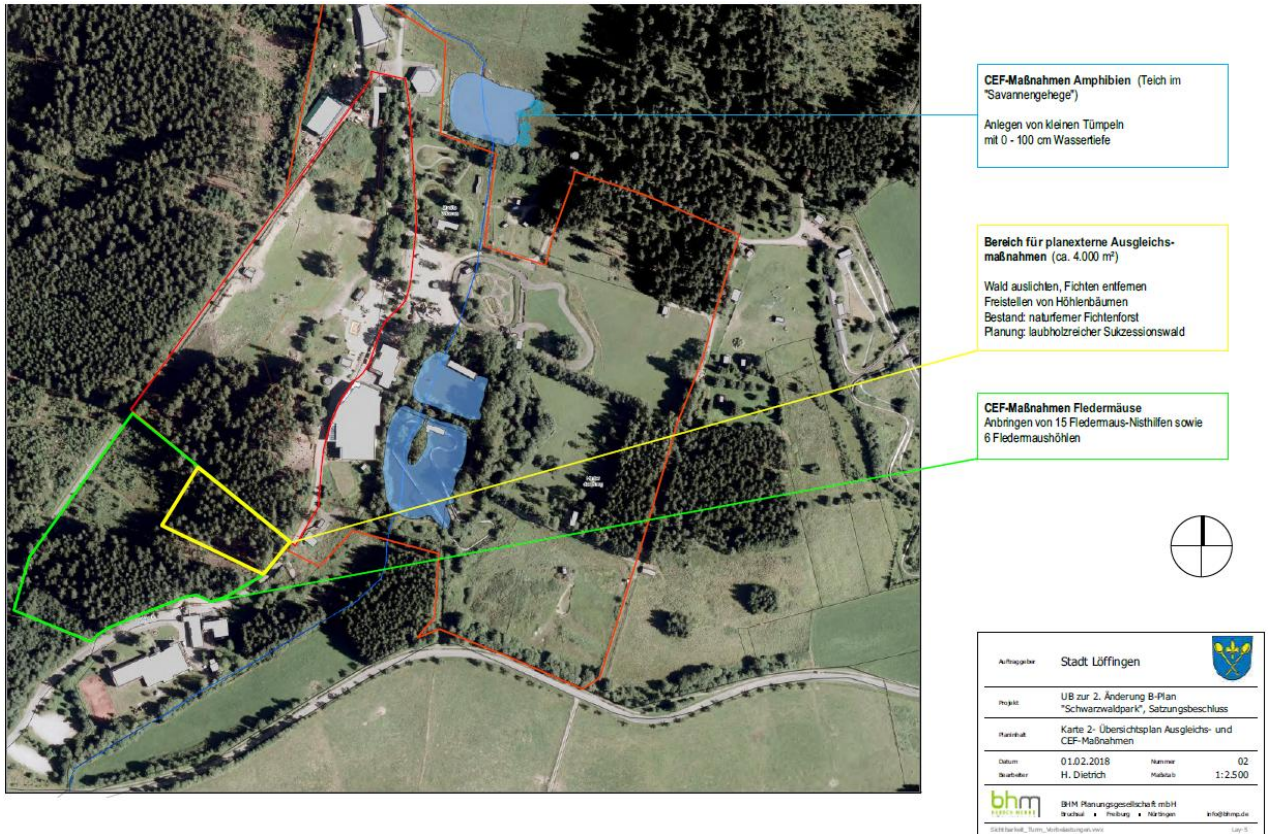 CEF-Maßnahmen Amphibien (Teich im
"Savannengehege")
Anlegen von kleinen Tümpeln
mit 0 - 100 cm Wassertiefe
Bereich für planexterne Ausgleichs-
maßnahmen (ca. 4.000 m²)
Wald auslichten, Fichten entfernen
Freistellen von Höhlenbäumen
Bestand: naturferner Fichtenforst
Planung: laubholzreicher Sukzessionswald
CEF-Maßnahmen Fledermäuse
Anbringen von 15 Fledermaus-Nisthilfen sowie
6 Fledermaushöhlen
Auftraggeber Stadt Löffingen
Projekt UB zur 2. Änderung B-Plan
"Schwarzwaldpark", Satzungsbeschluss
Planinhalt Karte 2- Übersichtsplan Ausgleichs- und
CEF-Maßnahmen
Datum 01.02.2018 Nummer 02
Bearbeiter H. Dietrich Maßstab 1:2.500
bhm
BHM Planungsgesellschaft mbH
Bruchsal Freiburg Nürtingen info@bhmp.de